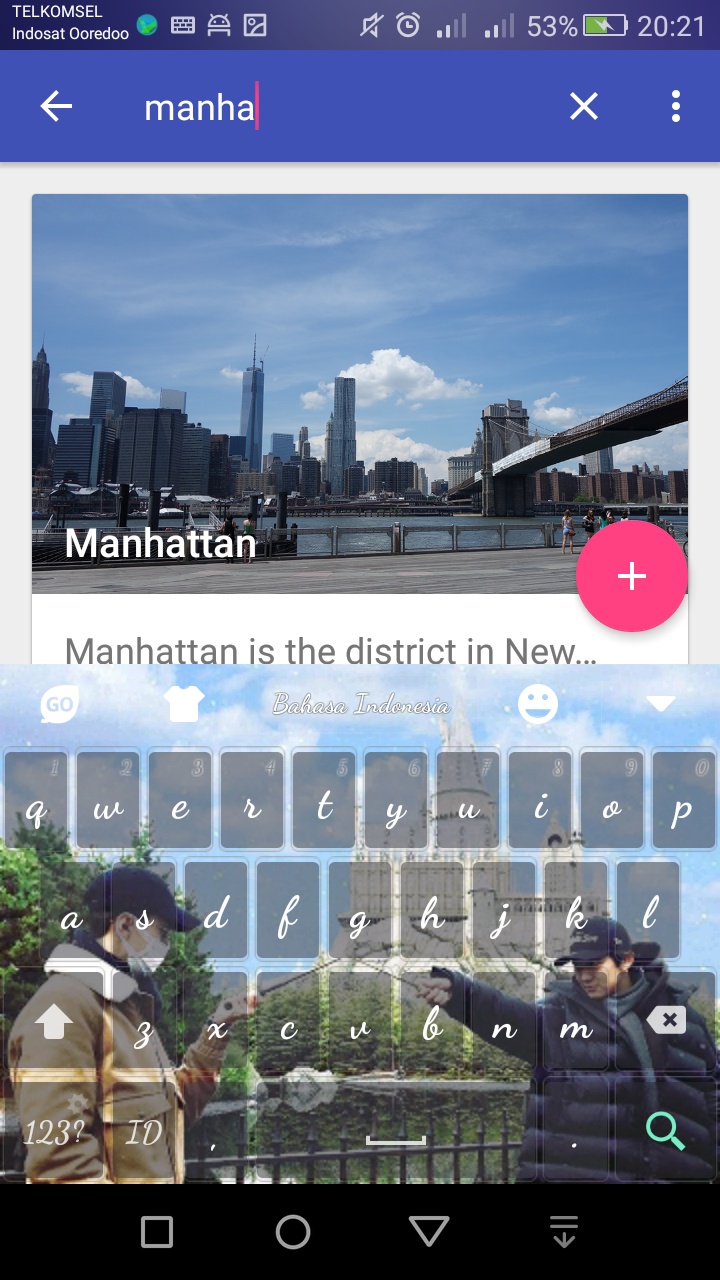 TELKOMSEL
Indosat Ooredoo
53%
20:21
manha
Manhattan
Manhattan is the district in New...
GO
Bahasa Indonesia
1 2 3 4 5 6 7 8 9 0
q w e r t y u i o p
a s d f g h j k l
z x c v b n m
123? ID , .